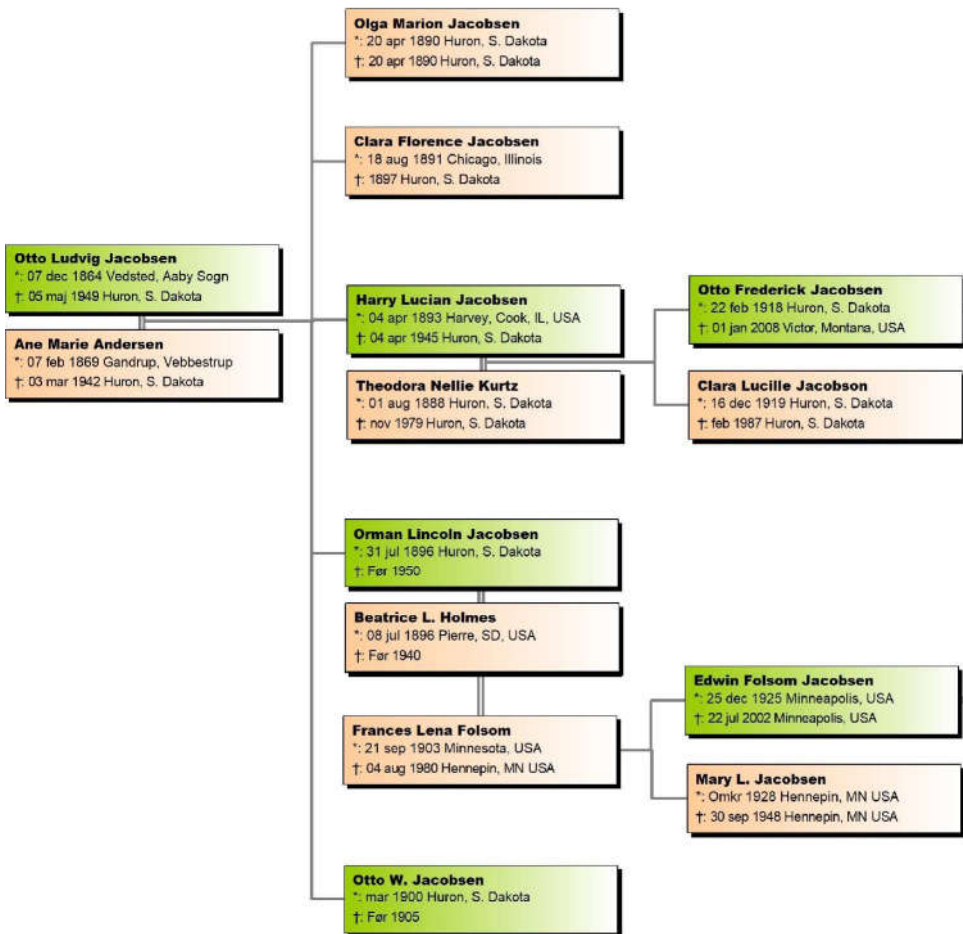 Olga Marion Jacobsen
*: 20 apr 1890 Huron, S. Dakota
†: 20 apr 1890 Huron, S. Dakota
Clara Florence Jacobsen
*: 18 aug 1891 Chicago, Illinois
†: 1897 Huron, S. Dakota
Otto Ludvig Jacobsen
*: 07 dec 1864 Vedsted, Aaby Sogn
†: 05 maj 1949 Huron, S. Dakota
Ane Marie Andersen
*: 07 feb 1869 Gandrup, Vebbestrup
†: 03 mar 1942 Huron, S. Dakota
Harry Lucian Jacobsen
*: 04 apr 1893 Harvey, Cook, IL, USA
†: 04 apr 1945 Huron, S. Dakota
Theodora Nellie Kurtz
*: 01 aug 1888 Huron, S. Dakota
†: nov 1979 Huron, S. Dakota
Otto Frederick Jacobsen
*: 22 feb 1918 Huron, S. Dakota
†: 01 jan 2008 Victor, Montana, USA
Clara Lucille Jacobson
*: 16 dec 1919 Huron, S. Dakota
†: feb 1987 Huron, S. Dakota
Orman Lincoln Jacobsen
*: 31 jul 1896 Huron, S. Dakota
†: Før 1950
Beatrice L. Holmes
*: 08 jul 1896 Pierre, SD, USA
†: Før 1940
Frances Lena Folsom
*: 21 sep 1903 Minnesota, USA
†: 04 aug 1980 Hennepin, MN USA
Edwin Folsom Jacobsen
*: 25 dec 1925 Minneapolis, USA
†: 22 jul 2002 Minneapolis, USA
Mary L. Jacobsen
*: Omkr 1928 Hennepin, MN USA
†: 30 sep 1948 Hennepin, MN USA
Otto W. Jacobsen
*: mar 1900 Huron, S. Dakota
†: Før 1905